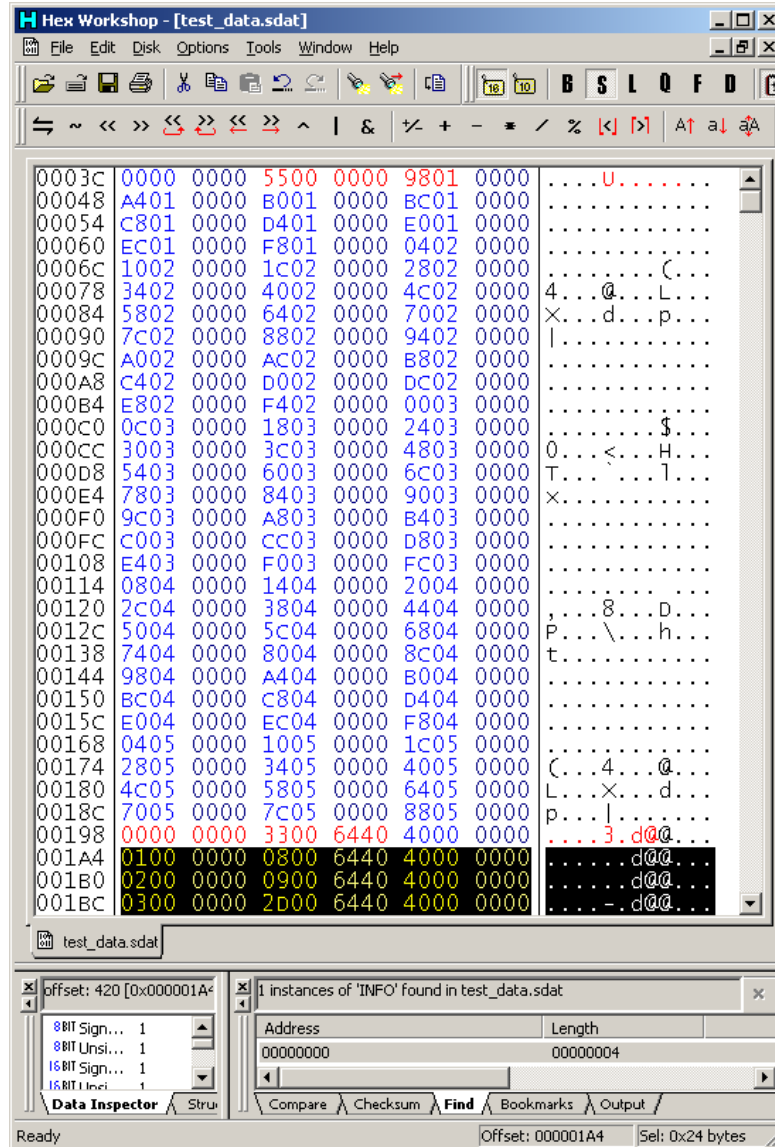 Hex Workshop - [test_data.sdat]
File Edit Disk Options Tools Window Help
16 10 B S L Q F D
~ << >> ^ | & +/- + - * / % A↑ a↓
0003C 0000 0000 5500 0000 9801 0000 ....U.......
00048 A401 0000 B001 0000 BC01 0000 ............
00054 C801 0000 D401 0000 E001 0000 ............
00060 EC01 0000 F801 0000 0402 0000 ............
0006C 1002 0000 1C02 0000 2802 0000 ........(...
00078 3402 0000 4002 0000 4C02 0000 4...@...L...
00084 5802 0000 6402 0000 7002 0000 X...d...p...
00090 7C02 0000 8802 0000 9402 0000 |...........
0009C A002 0000 AC02 0000 B802 0000 ............
000A8 C402 0000 D002 0000 DC02 0000 ............
000B4 E802 0000 F402 0000 0003 0000 ............
000C0 0C03 0000 1803 0000 2403 0000 ........$...
000CC 3003 0000 3C03 0000 4803 0000 0...<...H...
000D8 5403 0000 6003 0000 6C03 0000 T...`...l...
000E4 7803 0000 8403 0000 9003 0000 x...........
000F0 9C03 0000 A803 0000 B403 0000 ............
000FC C003 0000 CC03 0000 D803 0000 ............
00108 E403 0000 F003 0000 FC03 0000 ............
00114 0804 0000 1404 0000 2004 0000 ........ ...
00120 2C04 0000 3804 0000 4404 0000 ,...8...D...
0012C 5004 0000 5C04 0000 6804 0000 P...\...h...
00138 7404 0000 8004 0000 8C04 0000 t...........
00144 9804 0000 A404 0000 B004 0000 ............
00150 BC04 0000 C804 0000 D404 0000 ............
0015C E004 0000 EC04 0000 F804 0000 ............
00168 0405 0000 1005 0000 1C05 0000 ............
00174 2805 0000 3405 0000 4005 0000 (...4...@...
00180 4C05 0000 5805 0000 6405 0000 L...X...d...
0018C 7005 0000 7C05 0000 8805 0000 p...|.......
00198 0000 0000 3300 6440 4000 0000 ....3.d@@...
001A4 0100 0000 0800 6440 4000 0000 ......d@@...
001B0 0200 0000 0900 6440 4000 0000 ...... d@@...
001BC 0300 0000 2D00 6440 4000 0000 ....-.d@@...
test_data.sdat
offset: 420 [0x000001A4
8BIT Sign... 1
8BIT Unsi... 1
16BIT Sign... 1
16BIT Unsi... 1
Data Inspector Stru
1 instances of 'INFO' found in test_data.sdat
Address Length
00000000 00000004
Compare Checksum Find Bookmarks Output
Ready Offset: 000001A4 Sel: 0x24 bytes